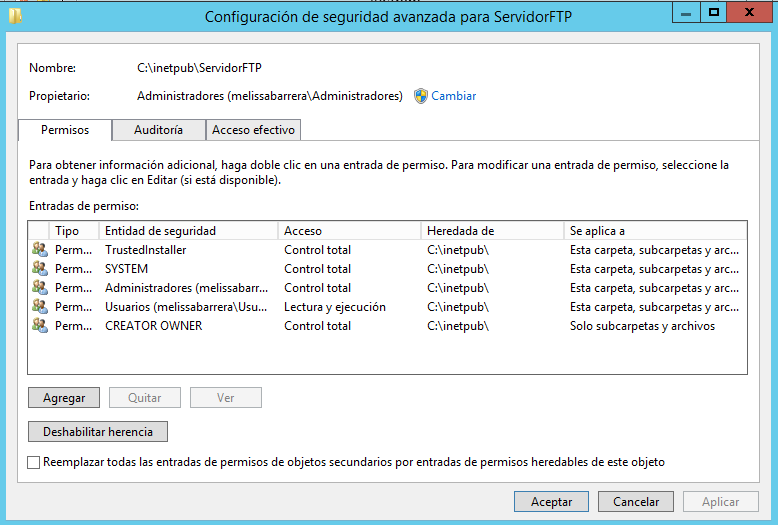 Configuración de seguridad avanzada para ServidorFTP
Nombre: C:\inetpub\ServidorFTP
Propietario: Administradores (melissabarrera\Administradores) Cambiar
Permisos Auditoría Acceso efectivo
Para obtener información adicional, haga doble clic en una entrada de permiso. Para modificar una entrada de permiso, seleccione la
entrada y haga clic en Editar (si está disponible).
Entradas de permiso:
Tipo Entidad de seguridad Acceso Heredada de Se aplica a
Perm... TrustedInstaller Control total C:\inetpub\ Esta carpeta, subcarpetas y arc...
Perm... SYSTEM Control total C:\inetpub\ Esta carpeta, subcarpetas y arc...
Perm... Administradores (melissabarr... Control total C:\inetpub\ Esta carpeta, subcarpetas y arc...
Perm... Usuarios (melissabarrera\Usu... Lectura y ejecución C:\inetpub\ Esta carpeta, subcarpetas y arc...
Perm... CREATOR OWNER Control total C:\inetpub\ Solo subcarpetas y archivos
Agregar Quitar Ver
Deshabilitar herencia
Reemplazar todas las entradas de permisos de objetos secundarios por entradas de permisos heredables de este objeto
Aceptar Cancelar Aplicar